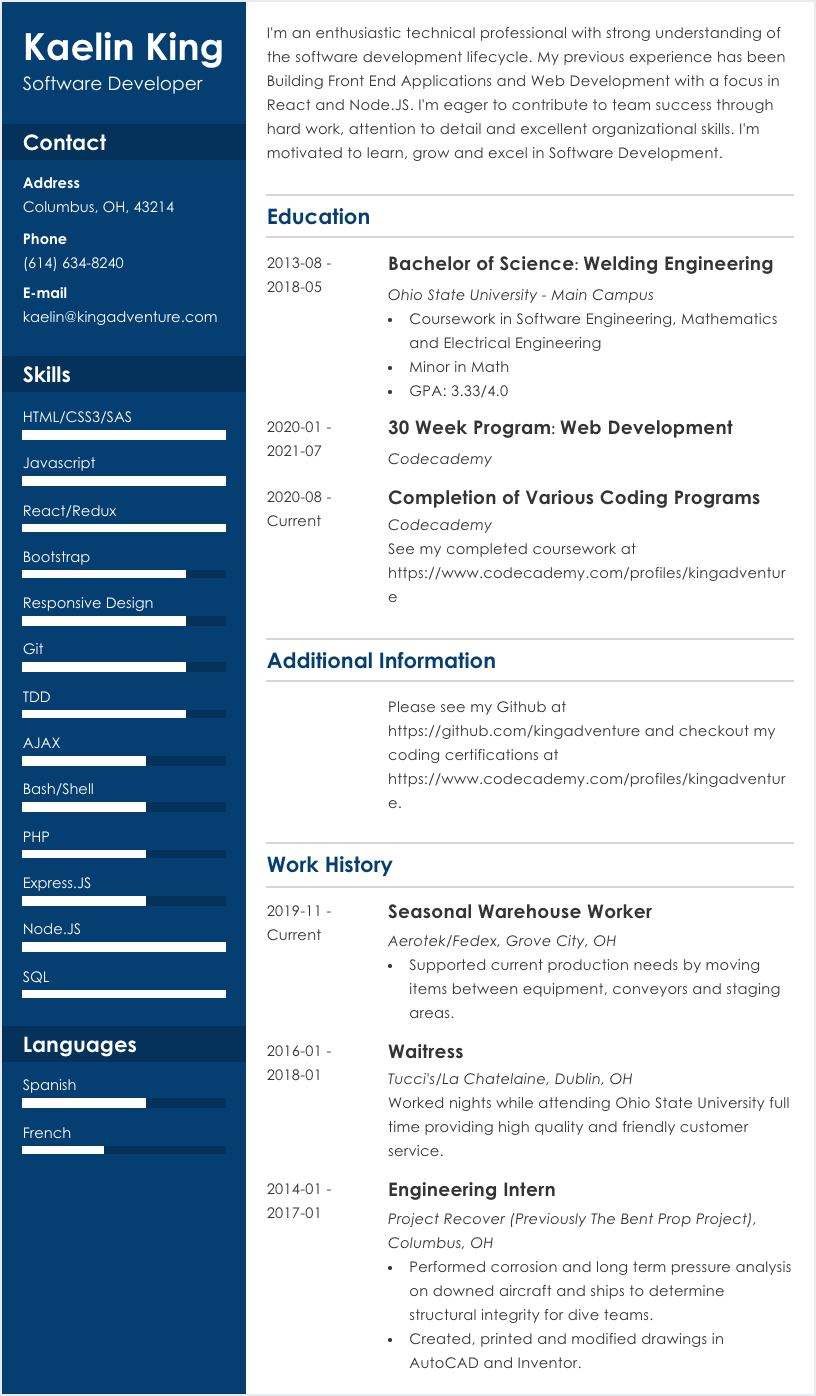 Kaelin King
Software Developer
Contact
Address
Columbus, OH, 43214
Phone
(614) 634-8240
E-mail
kaelin@kingadventure.com
Skills
HTML/CSS3/SAS
Javascript
React/Redux
Bootstrap
Responsive Design
Git
TDD
AJAX
Bash/Shell
PHP
Express.JS
Node.JS
SQL
Languages
Spanish
French
I'm an enthusiastic technical professional with strong understanding of
the software development lifecycle. My previous experience has been
Building Front End Applications and Web Development with a focus in
React and Node.JS. I'm eager to contribute to team success through
hard work, attention to detail and excellent organizational skills. I'm
motivated to learn, grow and excel in Software Development.
Education
2013-08 -
2018-05
Bachelor of Science: Welding Engineering
Ohio State University - Main Campus
• Coursework in Software Engineering, Mathematics
and Electrical Engineering
• Minor in Math
• GPA: 3.33/4.0
2020-01 -
2021-07
30 Week Program: Web Development
Codecademy
2020-08 -
Current
Completion of Various Coding Programs
Codecademy
See my completed coursework at
https://www.codecademy.com/profiles/kingadventur
e
Additional Information
Please see my Github at
https://github.com/kingadventure and checkout my
coding certifications at
https://www.codecademy.com/profiles/kingadventur
e.
Work History
2019-11 -
Current
Seasonal Warehouse Worker
Aerotek/Fedex, Grove City, OH
• Supported current production needs by moving
items between equipment, conveyors and staging
areas.
2016-01 -
2018-01
Waitress
Tucci's/La Chatelaine, Dublin, OH
Worked nights while attending Ohio State University full
time providing high quality and friendly customer
service.
2014-01 -
2017-01
Engineering Intern
Project Recover (Previously The Bent Prop Project),
Columbus, OH
• Performed corrosion and long term pressure analysis
on downed aircraft and ships to determine
structural integrity for dive teams.
• Created, printed and modified drawings in
AutoCAD and Inventor.